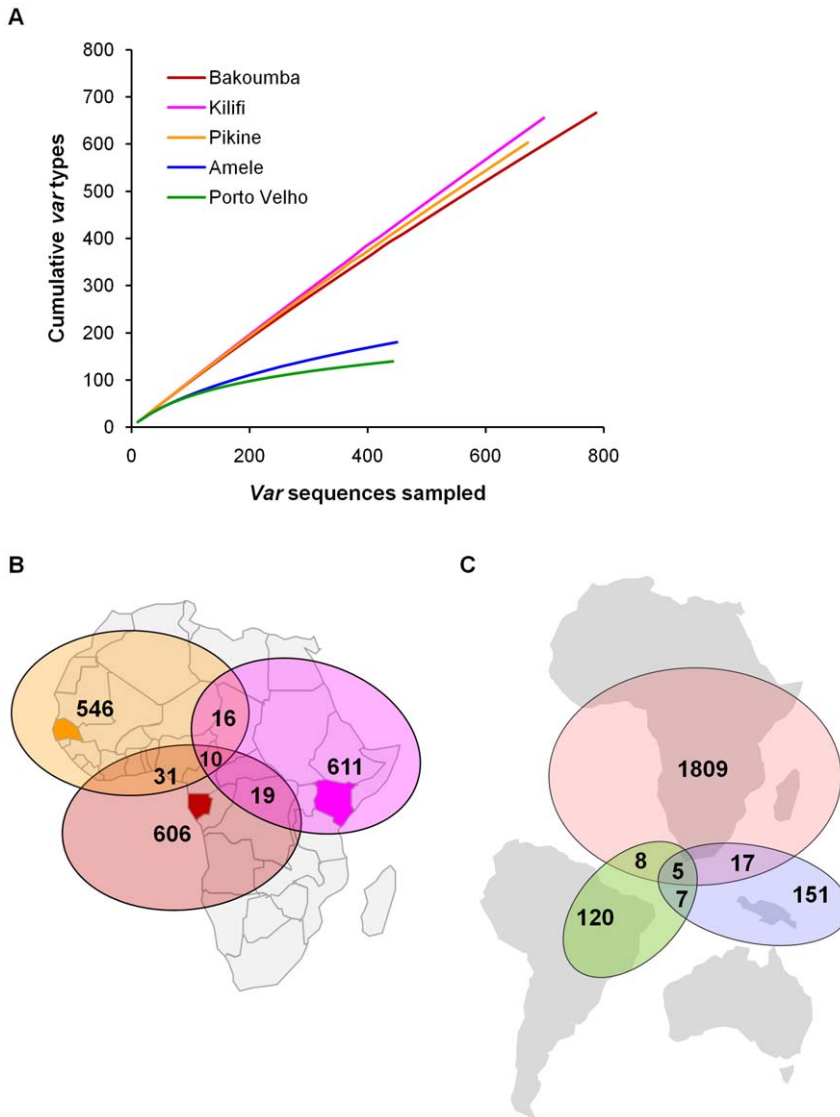 A
800
700
600
500
400
300
200
100
0
Cumulative var types
Bakoumba
Kilifi
Pikine
Amele
Porto Velho
0 200 400 600 800
Var sequences sampled
B
546
16
10
611
31
19
606
C
1809
8
5
17
7
151
120